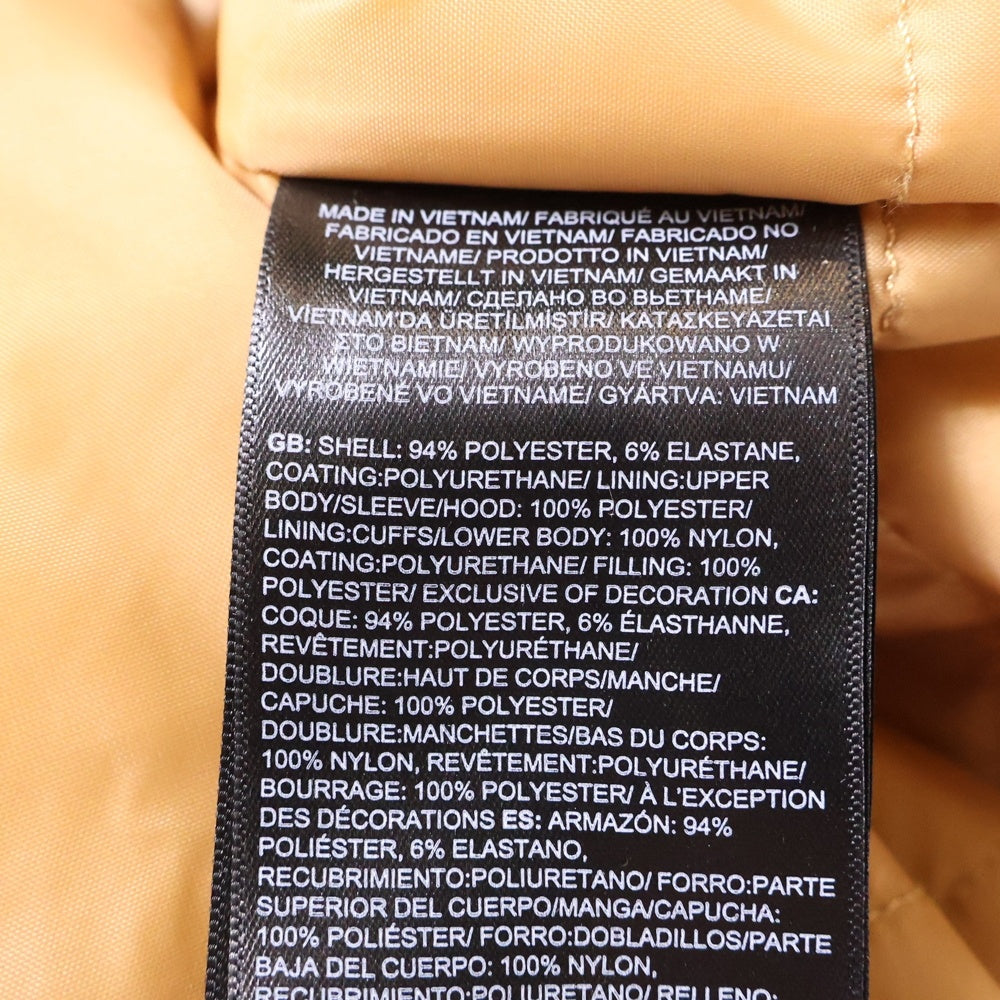 MADE IN VIETNAM/ FABRIQUÉ AU VIETNAM/
FABRICADO EN VIETNAM/ FABRICADO NO
VIETNAME/ PRODOTTO IN VIETNAM/
HERGESTELLT IN VIETNAM/ GEMAAKT IN
VIETNAM/ СДЕЛАНО ВО ВЬЕТНАМЕ/
VİETNAM'DA ÜRETİLMİŞTİR/ ΚΑΤΑΣΚΕΥΑΖΕΤΑΙ
ΣΤΟ ΒΙΕΤΝΑΜ/ WYPRODUKOWANO W
WIETNAMIE/ VYROBENO VE VIETNAMU/
VYROBENÉ VO VIETNAME/ GYÁRTVA: VIETNAM
GB: SHELL: 94% POLYESTER, 6% ELASTANE,
COATING:POLYURETHANE/ LINING:UPPER
BODY/SLEEVE/HOOD: 100% POLYESTER/
LINING:CUFFS/LOWER BODY: 100% NYLON,
COATING:POLYURETHANE/ FILLING: 100%
POLYESTER/ EXCLUSIVE OF DECORATION CA:
COQUE: 94% POLYESTER, 6% ÉLASTHANNE,
REVÊTEMENT:POLYURÉTHANE/
DOUBLURE:HAUT DE CORPS/MANCHE/
CAPUCHE: 100% POLYESTER/
DOUBLURE:MANCHETTES/BAS DU CORPS:
100% NYLON, REVÊTEMENT:POLYURÉTHANE/
BOURRAGE: 100% POLYESTER/ À L'EXCEPTION
DES DÉCORATIONS ES: ARMAZÓN: 94%
POLIÉSTER, 6% ELASTANO,
RECUBRIMIENTO:POLIURETANO/ FORRO:PARTE
SUPERIOR DEL CUERPO/MANGA/CAPUCHA:
100% POLIÉSTER/ FORRO:DOBLADILLOS/PARTE
BAJA DEL CUERPO: 100% NYLON,
RECUBRIMIENTO:POLIURETANO/ RELLENO: